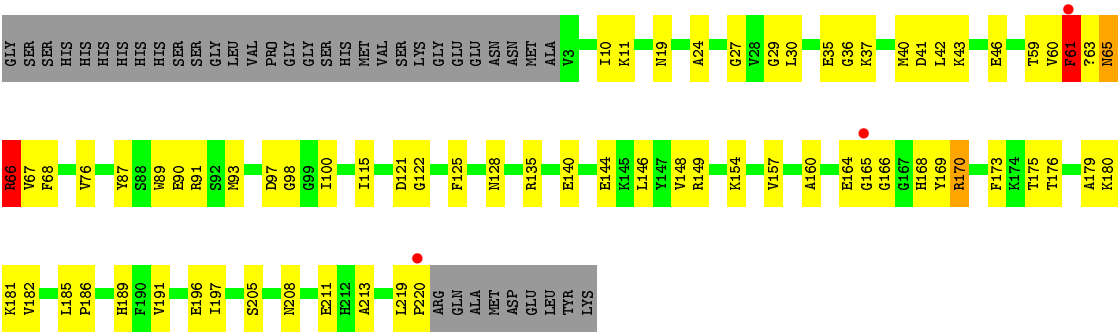 GLY SER SER HIS HIS HIS HIS HIS HIS SER SER GLY LEU VAL PRO GLY GLY SER HIS MET VAL SER LYS GLY GLU GLU ASN ASN MET ALA V3 I10 K11 N19 A24 G27 V28 G29 L30 E35 G36 K37 M40 D41 L42 K43 E46 T59 V60 F61 ?63 N65
R66 V67 F68 V76 Y87 S88 W89 E90 R91 S92 M93 D97 G98 G99 I100 I115 D121 G122 F125 N128 R135 E140 E144 K145 L146 Y147 V148 R149 K154 V157 A160 E164 G165 G166 G167 H168 Y169 R170 F173 K174 T175 T176 A179 K180
K181 V182 L185 P186 H189 F190 V191 E196 I197 S205 N208 E211 H212 A213 L219 P220 ARG GLN ALA MET ASP GLU LEU TYR LYS